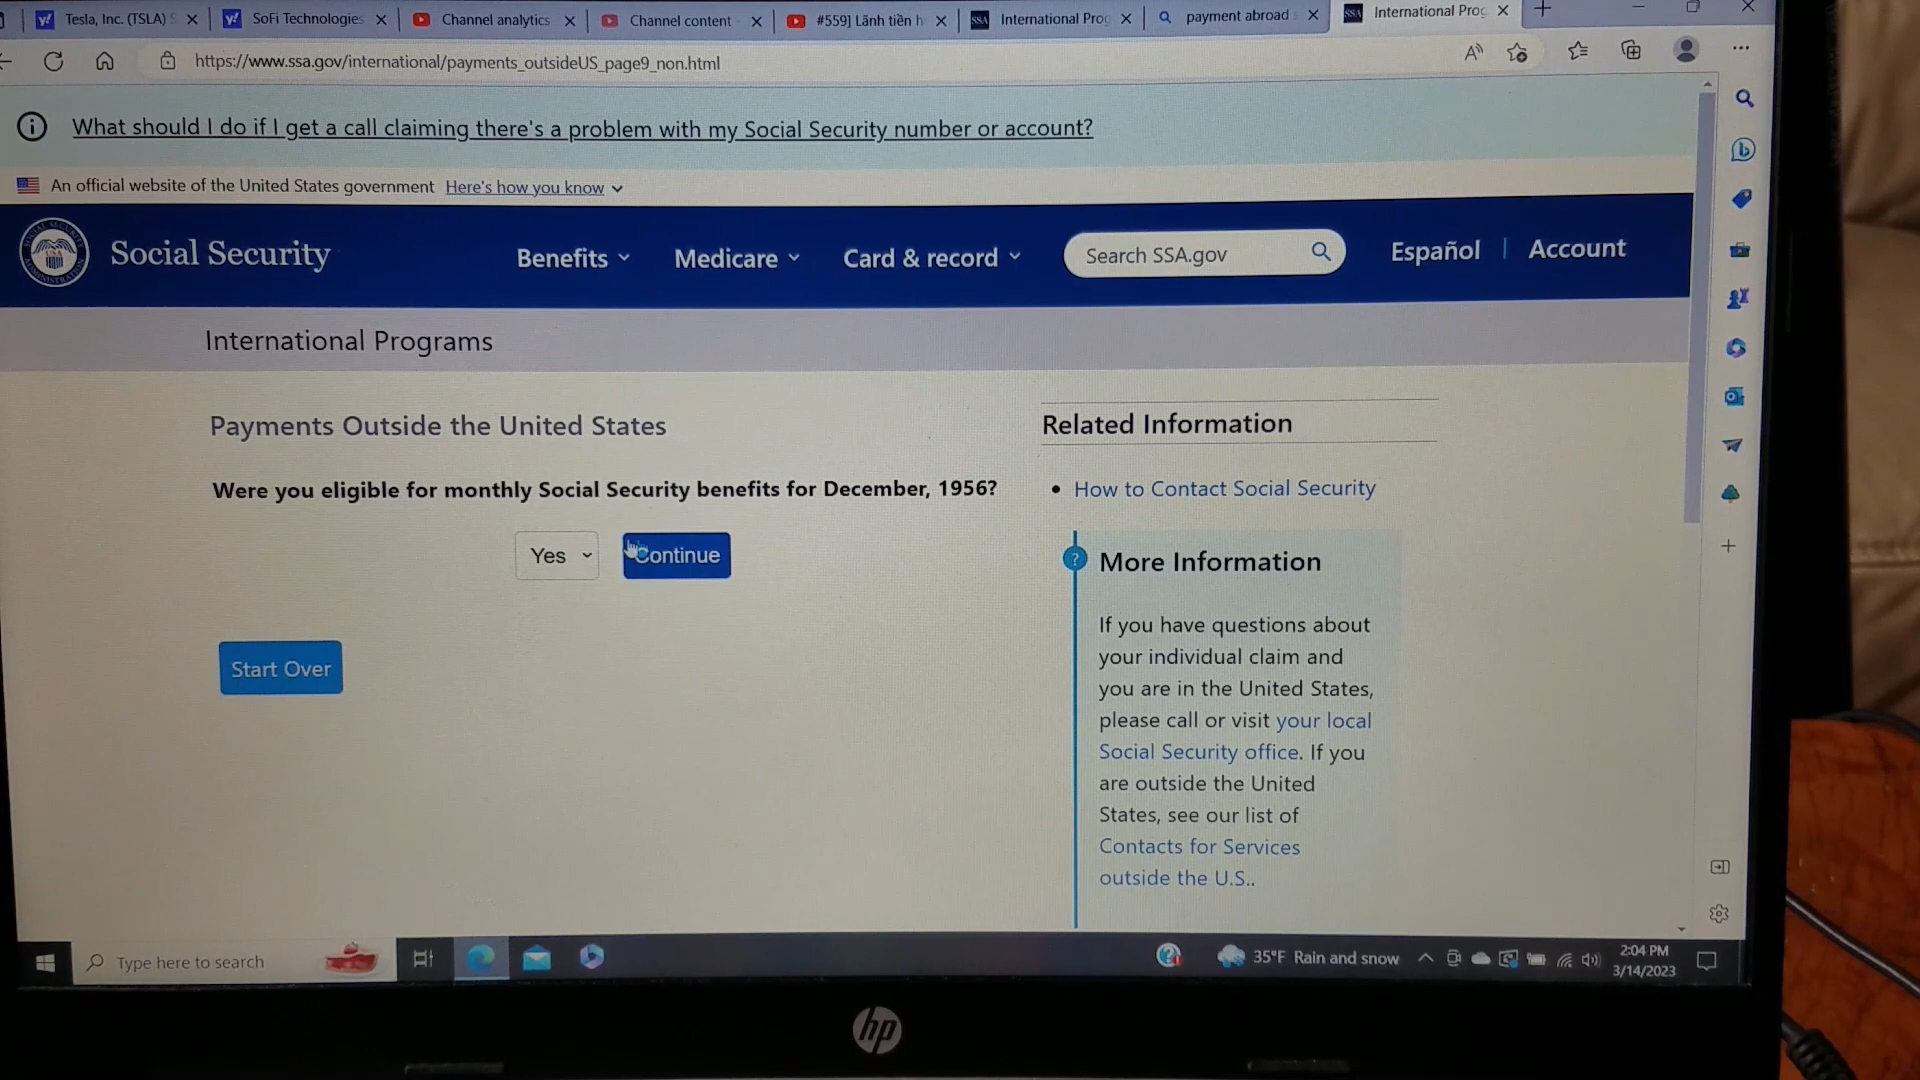 Tesla, Inc. (TSLA) S
SoFi Technologies
Channel analytics
Channel content
#559] Lãnh tiền h
International Prog
payment abroad
International Prog
https://www.ssa.gov/international/payments_outsideUS_page9_non.html
What should I do if I get a call claiming there's a problem with my Social Security number or account?
An official website of the United States government Here's how you know
Social Security
Benefits
Medicare
Card & record
Search SSA.gov
Español
Account
International Programs
Payments Outside the United States
Were you eligible for monthly Social Security benefits for December, 1956?
Yes
Continue
Start Over
Related Information
How to Contact Social Security
More Information
If you have questions about
your individual claim and
you are in the United States,
please call or visit your local
Social Security office. If you
are outside the United
States, see our list of
Contacts for Services
outside the U.S..
Type here to search
35°F Rain and snow
2:04 PM
3/14/2023
hp